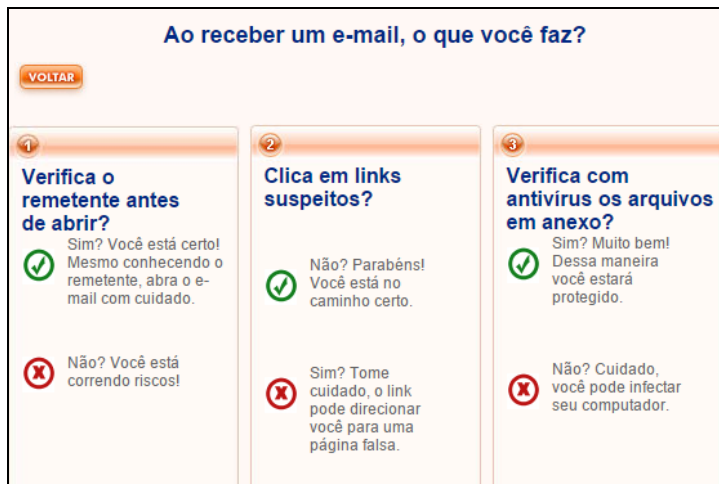 Ao receber um e-mail, o que você faz?
VOLTAR
1
Verifica o
remetente antes
de abrir?
Sim? Você está certo!
Mesmo conhecendo o
remetente, abra o e-
mail com cuidado.
Não? Você está
correndo riscos!
2
Clica em links
suspeitos?
Não? Parabéns!
Você está no
caminho certo.
Sim? Tome
cuidado, o link
pode direcionar
você para uma
página falsa.
3
Verifica com
antivírus os arquivos
em anexo?
Sim? Muito bem!
Dessa maneira
você estará
protegido.
Não? Cuidado,
você pode infectar
seu computador.